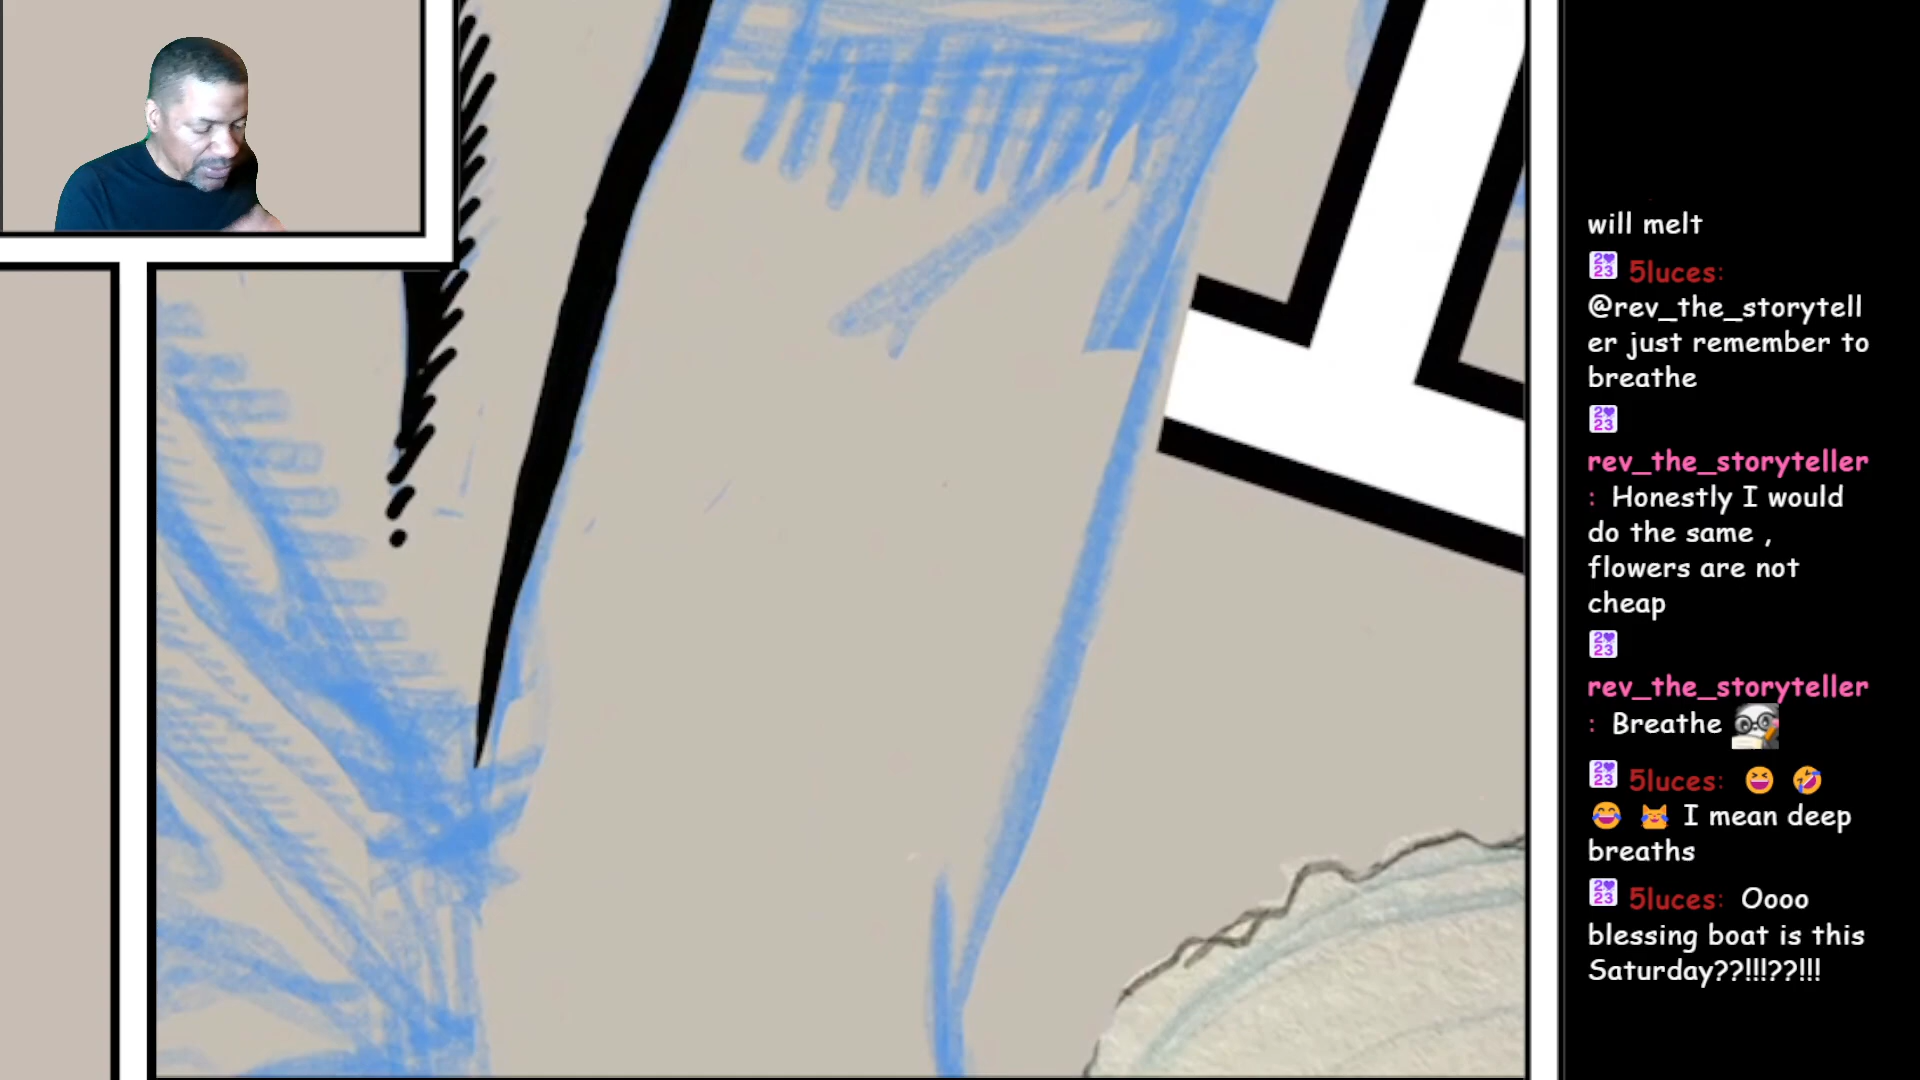 will melt
5luces:
@rev_the_storytell
er just remember to
breathe
rev_the_storyteller
: Honestly I would
do the same ,
flowers are not
cheap
rev_the_storyteller
: Breathe
5luces:
I mean deep
breaths
5luces: Oooo
blessing boat is this
Saturday??!!!??!!!